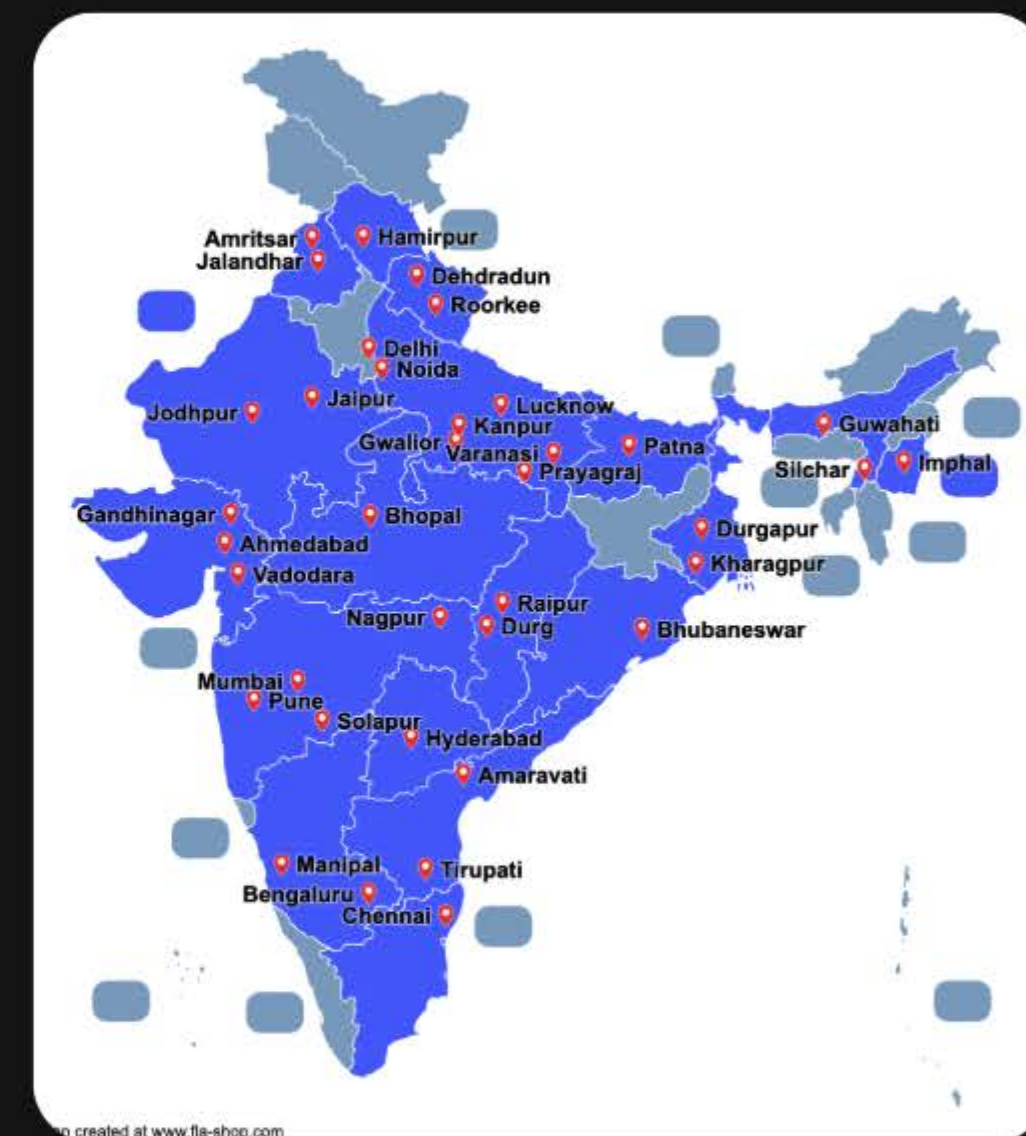 Amritsar
Hamirpur
Jalandhar
Dehdradun
Roorkee
Delhi
Noida
Jaipur
Jodhpur
Lucknow
Kanpur
Guwahati
Gwalior
Varanasi
Patna
Prayagraj
Silchar
Imphal
Gandhinagar
Bhopal
Durgapur
Ahmedabad
Kharagpur
Vadodara
Raipur
Nagpur
Durg
Bhubaneswar
Mumbai
Pune
Solapur
Hyderabad
Amaravati
Manipal
Tirupati
Bengaluru
Chennai
created at www.fla-shop.com